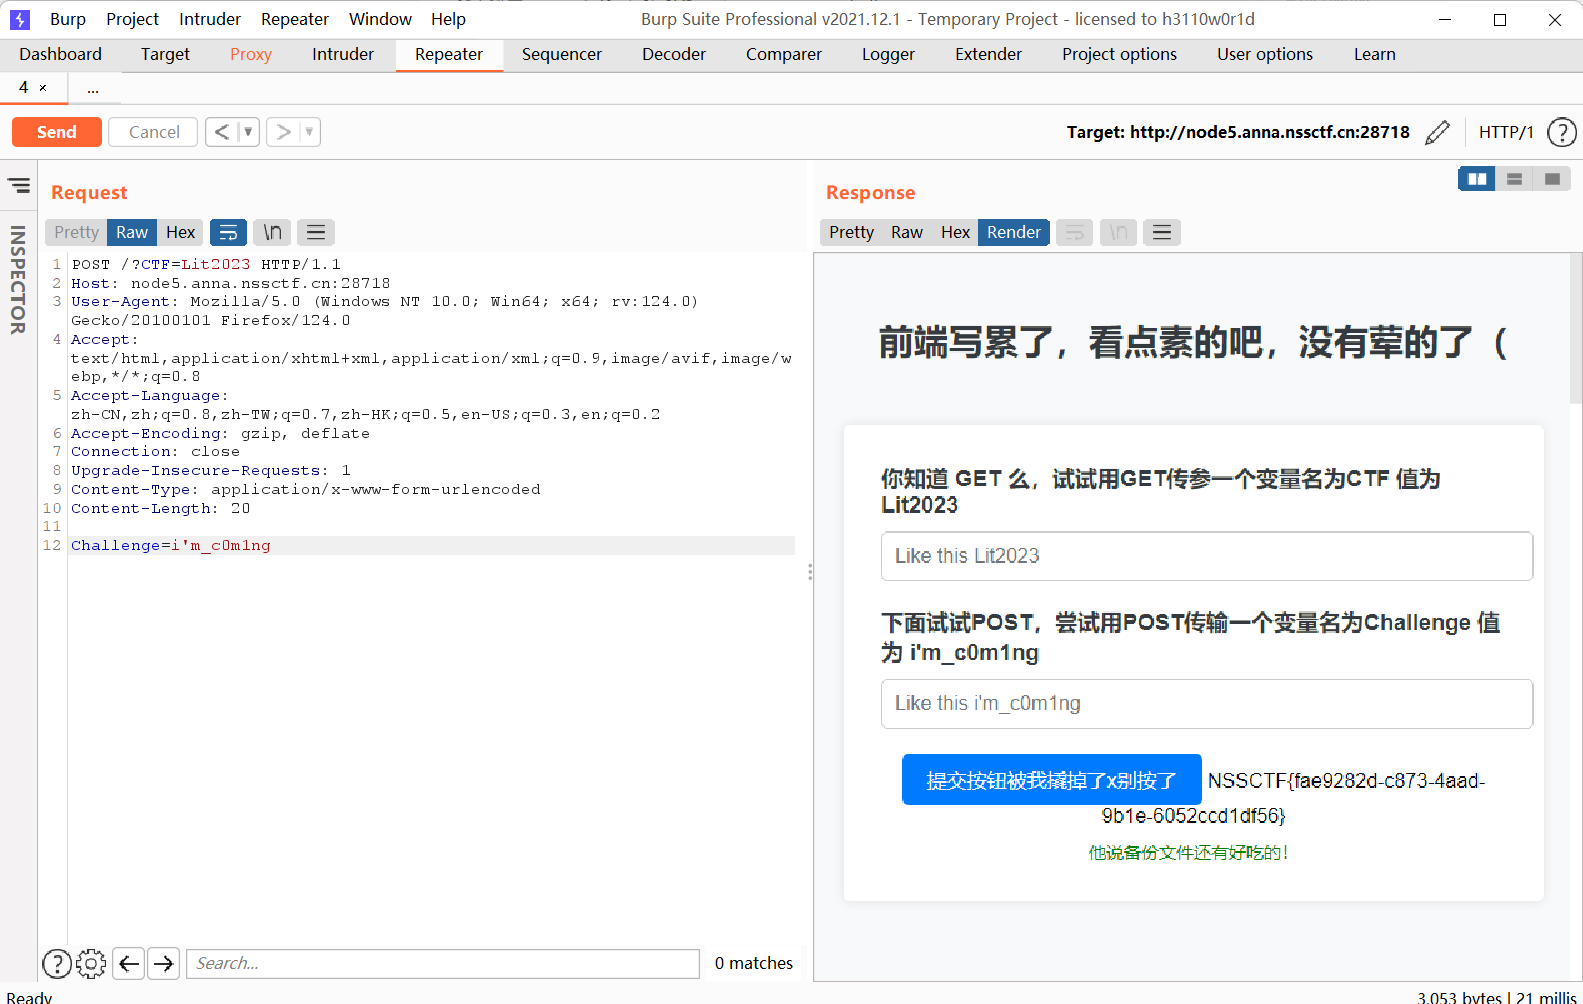 Burp Project Intruder Repeater Window Help Burp Suite Professional v2021.12.1 - Temporary Project - licensed to h3110w0r1d
Dashboard Target Proxy Intruder Repeater Sequencer Decoder Comparer Logger Extender Project options User options Learn
4 × ...
Send Cancel < > Target: http://node5.anna.nssctf.cn:28718 HTTP/1 ?
INSPECTOR
Request
Pretty Raw Hex \n
1 POST /?CTF=Lit2023 HTTP/1.1
2 Host: node5.anna.nssctf.cn:28718
3 User-Agent: Mozilla/5.0 (Windows NT 10.0; Win64; x64; rv:124.0)
Gecko/20100101 Firefox/124.0
4 Accept:
text/html,application/xhtml+xml,application/xml;q=0.9,image/avif,image/w
ebp,*/*;q=0.8
5 Accept-Language:
zh-CN,zh;q=0.8,zh-TW;q=0.7,zh-HK;q=0.5,en-US;q=0.3,en;q=0.2
6 Accept-Encoding: gzip, deflate
7 Connection: close
8 Upgrade-Insecure-Requests: 1
9 Content-Type: application/x-www-form-urlencoded
10 Content-Length: 20
11
12 Challenge=i'm_c0m1ng
? Search... 0 matches
Response
Pretty Raw Hex Render \n
前端写累了，看点素的吧，没有荤的了（
你知道 GET 么，试试用GET传参一个变量名为CTF 值为
Lit2023
Like this Lit2023
下面试试POST，尝试用POST传输一个变量名为Challenge 值
为 i'm_c0m1ng
Like this i'm_c0m1ng
提交按钮被我撬掉了x别按了 NSSCTF{fae9282d-c873-4aad-
9b1e-6052ccd1df56}
他说备份文件还有好吃的！
Ready 3,053 bytes | 21 millis